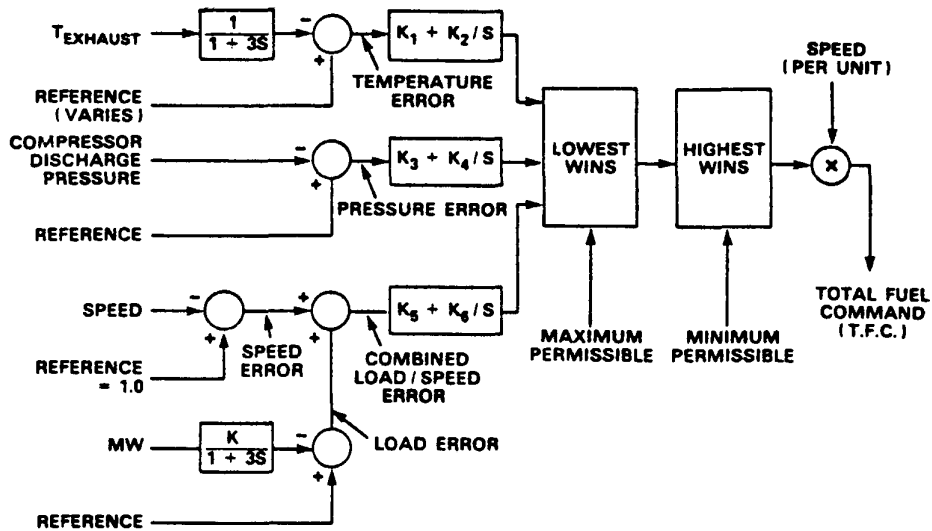 T EXHAUST
1
1 + 3S
−
+
K1 + K2/S
TEMPERATURE
ERROR
REFERENCE
(VARIES)
SPEED
(PER UNIT)
COMPRESSOR
DISCHARGE
PRESSURE
−
+
K3 + K4/S
PRESSURE ERROR
LOWEST
WINS
HIGHEST
WINS
X
REFERENCE
SPEED
−
+
SPEED
ERROR
+
+
K5 + K6/S
COMBINED
LOAD/SPEED
ERROR
REFERENCE
= 1.0
MAXIMUM
PERMISSIBLE
MINIMUM
PERMISSIBLE
TOTAL FUEL
COMMAND
(T.F.C.)
MW
K
1 + 3S
−
+
LOAD ERROR
REFERENCE